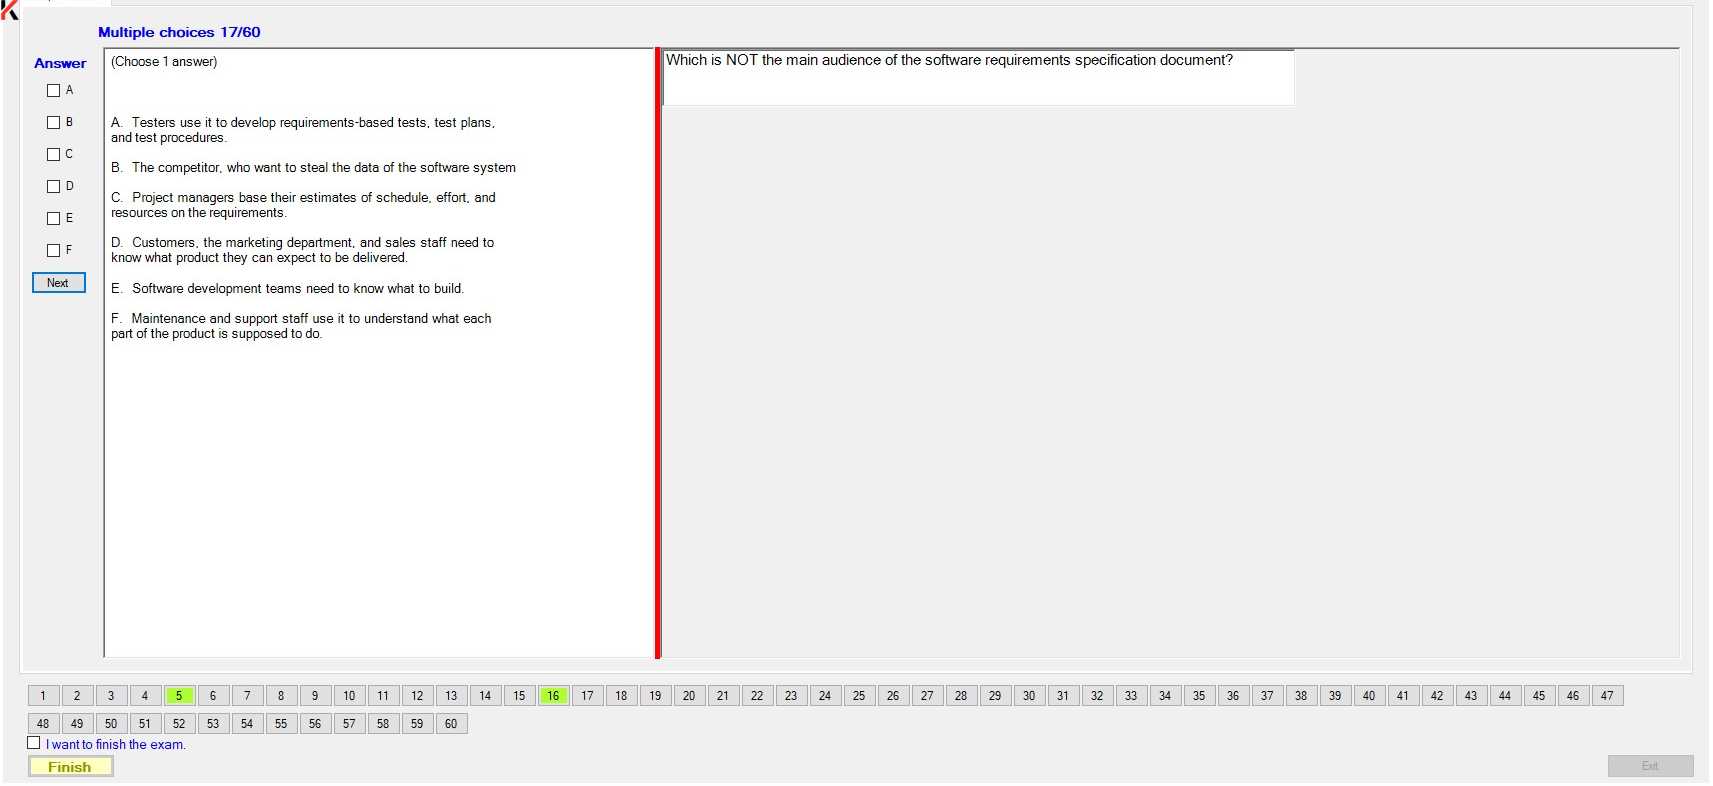 Multiple choices 17/60
Answer
A
B
C
D
E
F
Next
(Choose 1 answer)
A. Testers use it to develop requirements-based tests, test plans,
and test procedures.
B. The competitor, who want to steal the data of the software system
C. Project managers base their estimates of schedule, effort, and
resources on the requirements.
D. Customers, the marketing department, and sales staff need to
know what product they can expect to be delivered.
E. Software development teams need to know what to build.
F. Maintenance and support staff use it to understand what each
part of the product is supposed to do.
Which is NOT the main audience of the software requirements specification document?
1 2 3 4 5 6 7 8 9 10 11 12 13 14 15 16 17 18 19 20 21 22 23 24 25 26 27 28 29 30 31 32 33 34 35 36 37 38 39 40 41 42 43 44 45 46 47
48 49 50 51 52 53 54 55 56 57 58 59 60
I want to finish the exam.
Finish
Exit